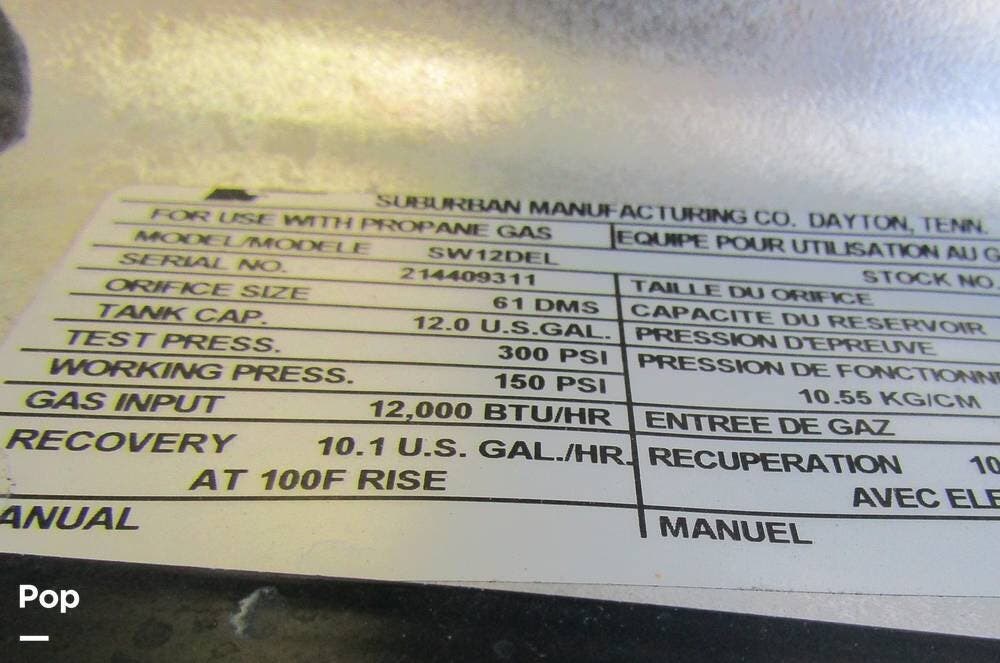 SUBURBAN MANUFACTURING CO. DAYTON, TENN.
FOR USE WITH PROPANE GAS EQUIPE POUR UTILISATION AU G
MODEL/MODELE SW12DEL STOCK NO.
SERIAL NO. 214409311
ORIFICE SIZE 61 DMS TAILLE DU ORIFICE
TANK CAP. 12.0 U.S.GAL. CAPACITE DU RESERVOIR
TEST PRESS. 300 PSI PRESSION D'EPREUVE
WORKING PRESS. 150 PSI PRESSION DE FONCTIONN
10.55 KG/CM
GAS INPUT 12,000 BTU/HR ENTREE DE GAZ
RECOVERY 10.1 U.S. GAL./HR. RECUPERATION 10
AT 100F RISE AVEC ELE
ANUAL MANUEL
Pop